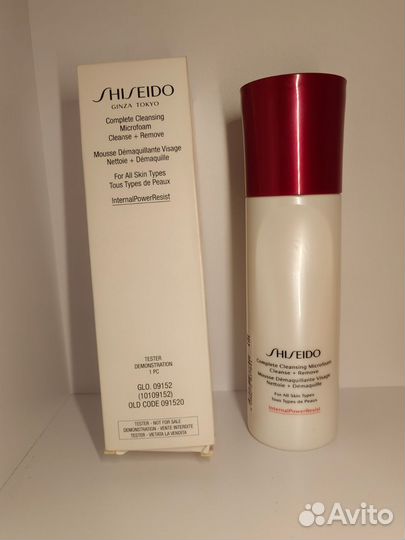 SHISEIDO
GINZA TOKYO
Complete Cleansing
Microfoam
Cleanse + Remove
Mousse Démaquillante Visage
Nettoie + Démaquille
For All Skin Types
Tous Types de Peaux
InternalPowerResist
TESTER
DEMONSTRATION
1 PC
GLO. 09152
(10109152)
OLD CODE 091520
TESTER - NOT FOR SALE
DEMONSTRATION - VENTE INTERDITE
TESTER - VIETATA LA VENDITA
SHISEIDO
Complete Cleansing Microfoam
Cleanse + Remove
Mousse Démaquillante Visage
Nettoie + Démaquille
For All Skin Types
Tous Types de Peaux
InternalPowerResist
Avito